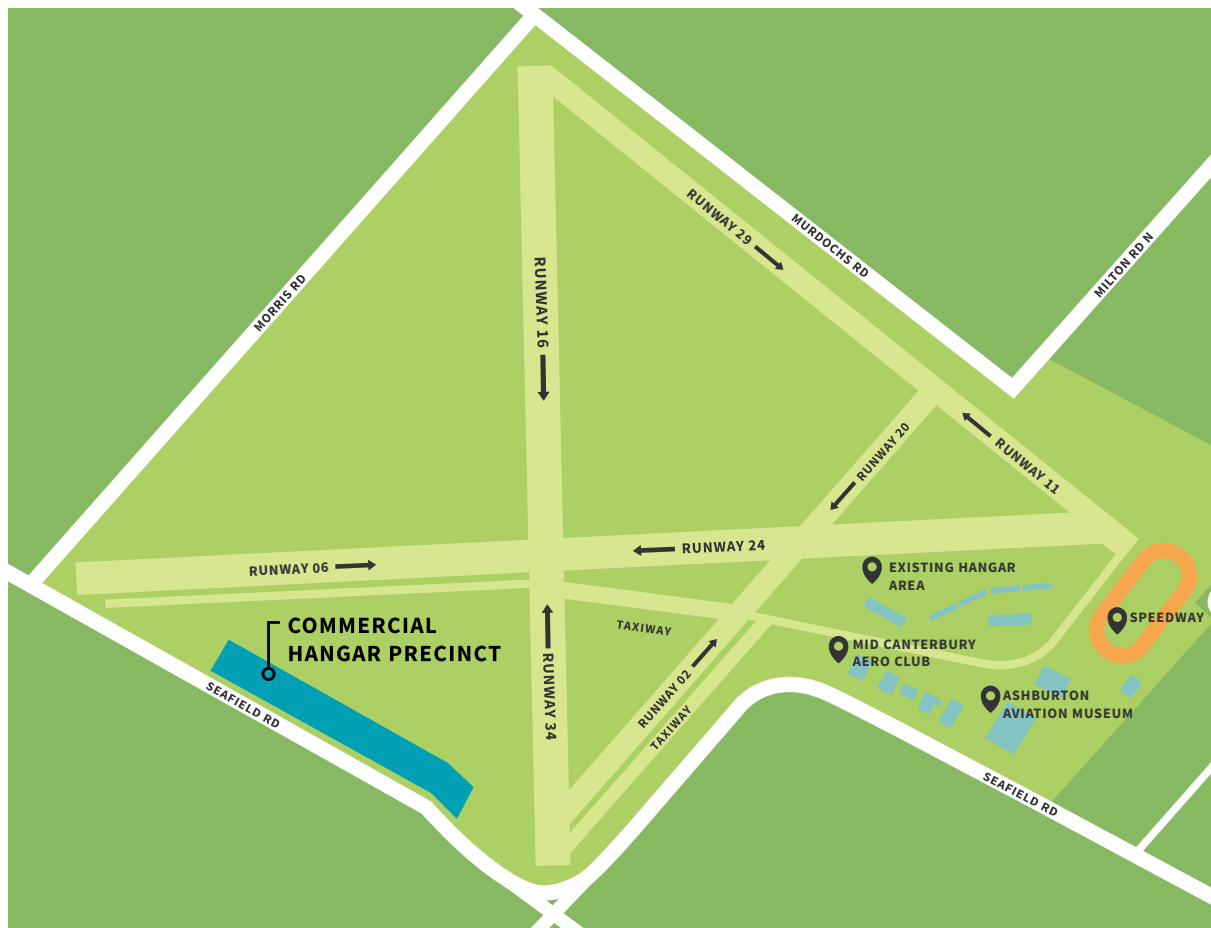 RUNWAY 29
MURDOCHS RD
MILTON RD N
MORRIS RD
RUNWAY 16
RUNWAY 20
RUNWAY 11
RUNWAY 24
RUNWAY 06
EXISTING HANGAR
AREA
SPEEDWAY
COMMERCIAL
HANGAR PRECINCT
TAXIWAY
MID CANTERBURY
AERO CLUB
RUNWAY 34
RUNWAY 02
TAXIWAY
ASHBURTON
AVIATION MUSEUM
SEAFIELD RD
SEAFIELD RD